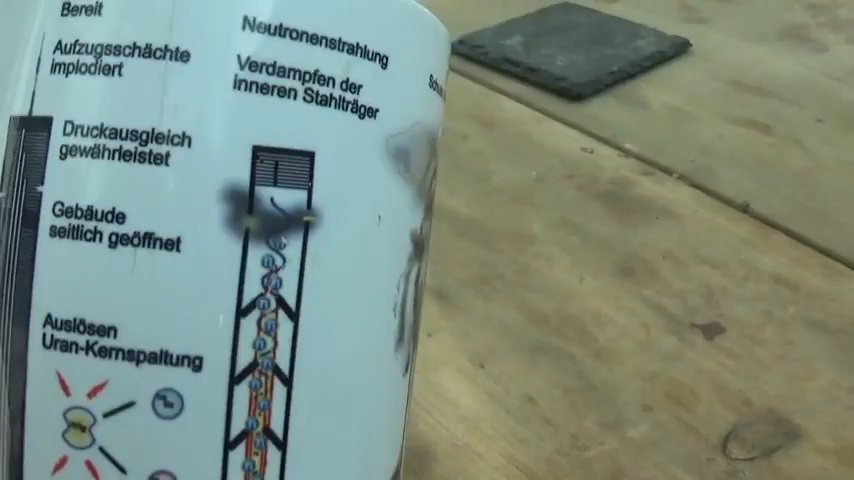 Bereit
Aufzugsschächte
implodiert
Druckausgleich
gewährleistet
Gebäude
seitlich geöffnet
Auslösen
Uran-Kernspaltung
Neutronenstrahlung
Verdampfen der
inneren Stahlträger